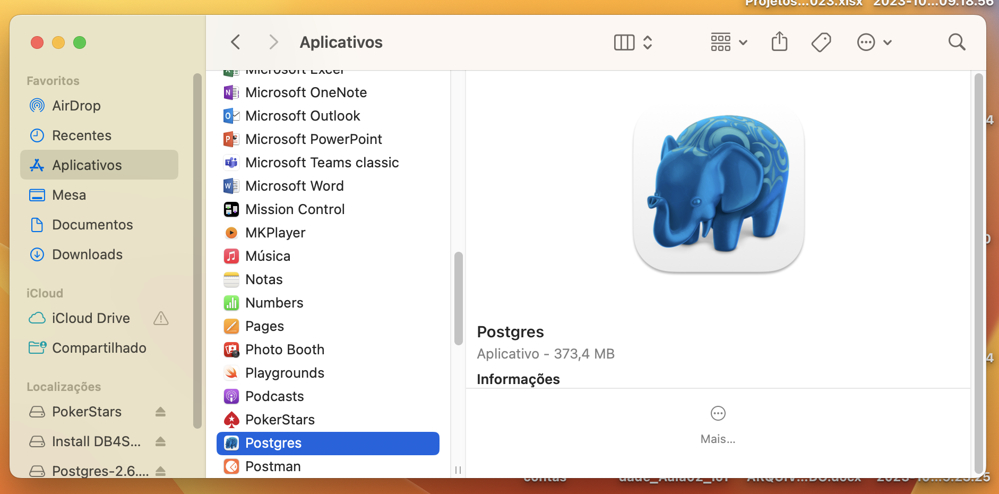 Projetos...023.xlsx 2023-10...09.18.56
Aplicativos
Favoritos
AirDrop
Recentes
Aplicativos
Mesa
Documentos
Downloads
iCloud
iCloud Drive
Compartilhado
Localizações
PokerStars
Install DB4S...
Postgres-2.6....
Microsoft Excel
Microsoft OneNote
Microsoft Outlook
Microsoft PowerPoint
Microsoft Teams classic
Microsoft Word
Mission Control
MKPlayer
Música
Notas
Numbers
Pages
Photo Booth
Playgrounds
Podcasts
PokerStars
Postgres
Postman
Postgres
Aplicativo - 373,4 MB
Informações
Mais...
4
4
contas